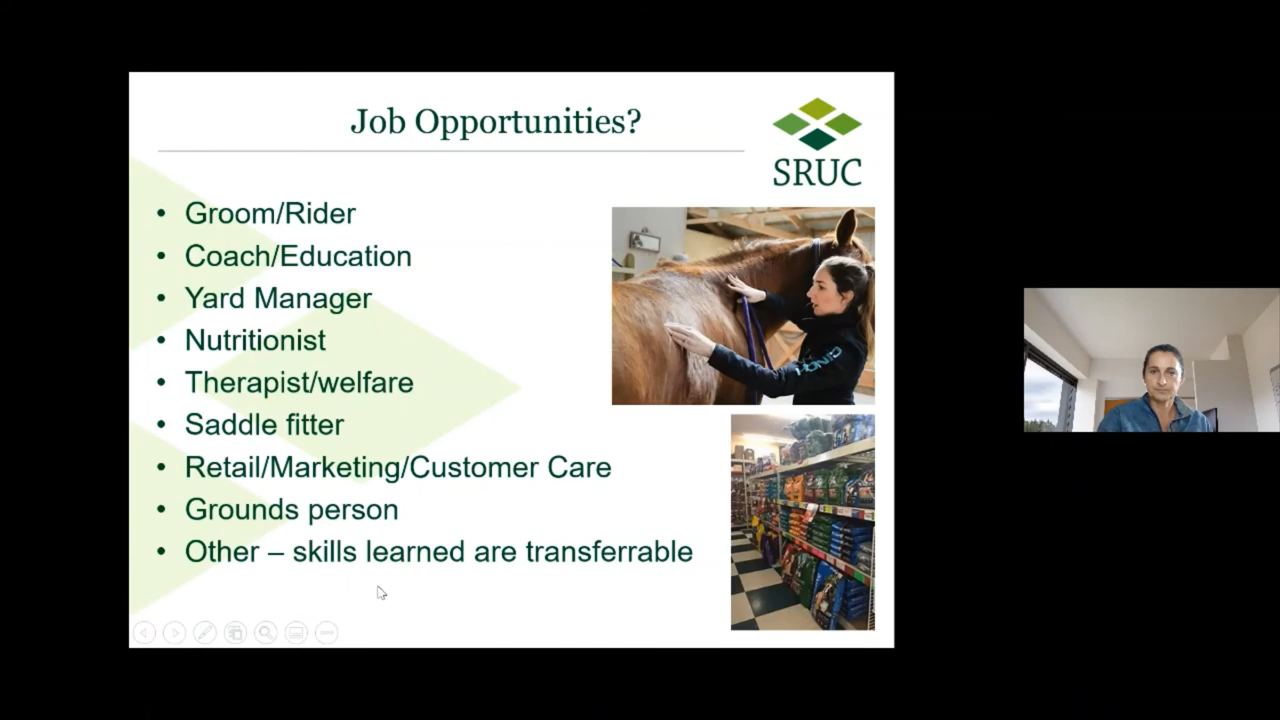 Job Opportunities?
SRUC
• Groom/Rider
• Coach/Education
• Yard Manager
• Nutritionist
• Therapist/welfare
• Saddle fitter
• Retail/Marketing/Customer Care
• Grounds person
• Other – skills learned are transferrable